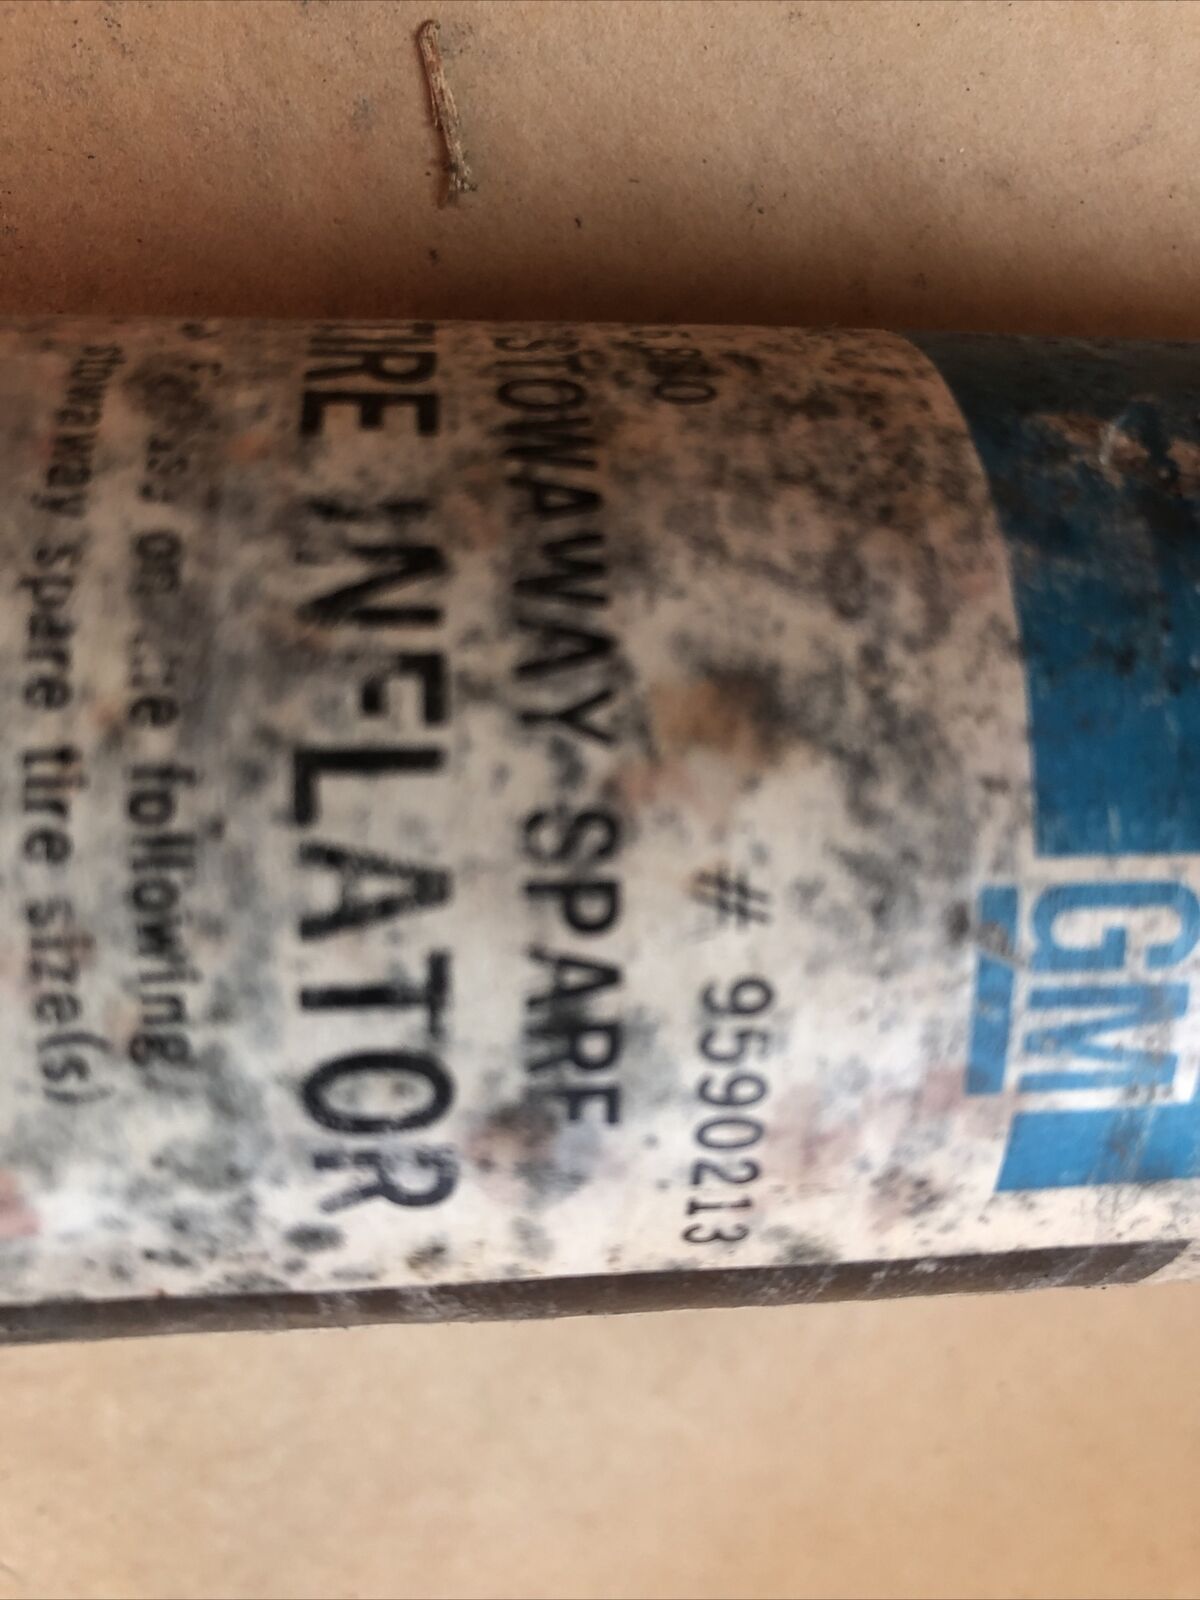 GM
# 9590213
STOWAWAY SPARE
TIRE INFLATOR
following
stowaway spare tire size(s)